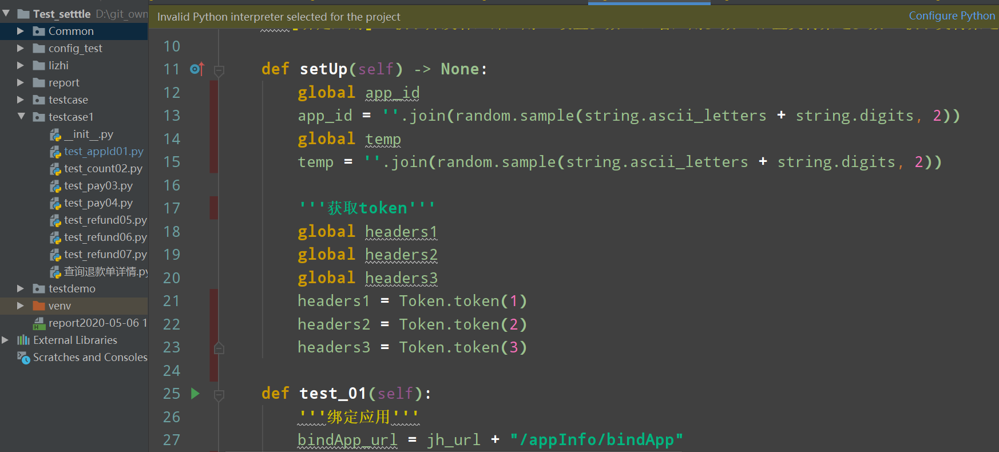 Test_setttle D:\git_own
Common
config_test
lizhi
report
testcase
testcase1
__init__.py
test_appId01.py
test_count02.py
test_pay03.py
test_pay04.py
test_refund05.py
test_refund06.py
test_refund07.py
查询退款单详情.py
testdemo
venv
report2020-05-06 1
External Libraries
Scratches and Consoles
Invalid Python interpreter selected for the project
Configure Python
10
11 def setUp(self) -> None:
12 global app_id
13 app_id = ''.join(random.sample(string.ascii_letters + string.digits, 2))
14 global temp
15 temp = ''.join(random.sample(string.ascii_letters + string.digits, 2))
16
17 '''获取token'''
18 global headers1
19 global headers2
20 global headers3
21 headers1 = Token.token(1)
22 headers2 = Token.token(2)
23 headers3 = Token.token(3)
24
25 def test_01(self):
26 '''绑定应用'''
27 bindApp_url = jh_url + "/appInfo/bindApp"